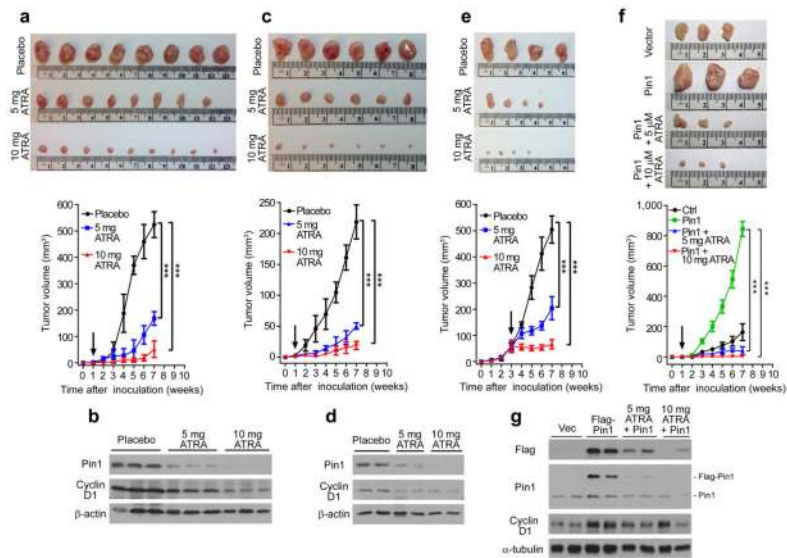 a
Placebo
5 mg
ATRA
10 mg
ATRA
Tumor volume (mm³)
600
500
400
300
200
100
0
Placebo
5 mg
ATRA
10 mg
ATRA
***
***
0 1 2 3 4 5 6 7 8 9 10
Time after inoculation (weeks)
c
Placebo
5 mg
ATRA
10 mg
ATRA
Tumor volume (mm³)
250
200
150
100
50
0
Placebo
5 mg
ATRA
10 mg
ATRA
***
***
0 1 2 3 4 5 6 7 8 9 10
Time after inoculation (weeks)
e
Placebo
5 mg
ATRA
10 mg
ATRA
Tumor volume (mm³)
600
500
400
300
200
100
0
Placebo
5 mg
ATRA
10 mg
ATRA
***
***
0 1 2 3 4 5 6 7 8 9 10
Time after inoculation (weeks)
f
Vector
Pin1
Pin1
+ 5 µM
ATRA
Pin1
+ 10 µM
ATRA
Tumor volume (mm³)
1,000
800
600
400
200
0
Ctrl
Pin1
Pin1 +
5 mg ATRA
Pin1 +
10 mg ATRA
***
***
0 1 2 3 4 5 6 7 8 9 10
Time after inoculation (weeks)
b
Placebo
5 mg
ATRA
10 mg
ATRA
Pin1
Cyclin
D1
β-actin
d
Placebo
5 mg
ATRA
10 mg
ATRA
Pin1
Cyclin
D1
β-actin
g
Vec
Flag-
Pin1
5 mg
ATRA
+ Pin1
10 mg
ATRA
+ Pin1
Flag
Pin1
- Flag-Pin1
- Pin1
Cyclin
D1
α-tubulin